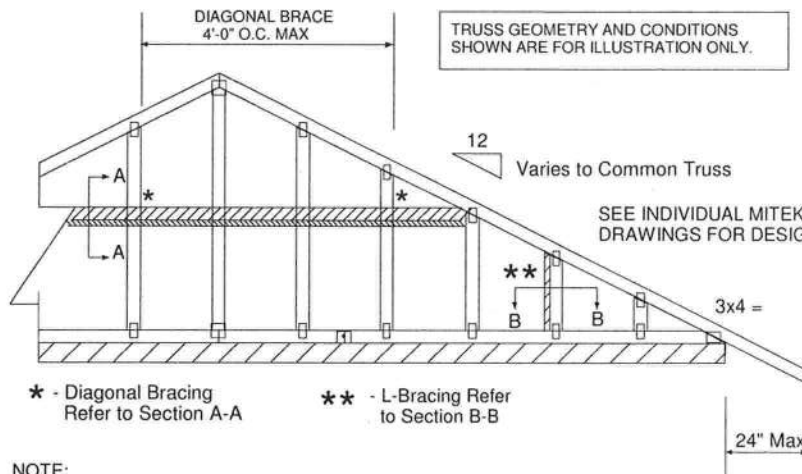 DIAGONAL BRACE
4'-0" O.C. MAX
TRUSS GEOMETRY AND CONDITIONS
SHOWN ARE FOR ILLUSTRATION ONLY.
12
Varies to Common Truss
A
*
*
A
SEE INDIVIDUAL MITEK
DRAWINGS FOR DESIG
**
B
B
3x4 =
* - Diagonal Bracing
Refer to Section A-A
** - L-Bracing Refer
to Section B-B
24" Max
NOTE: